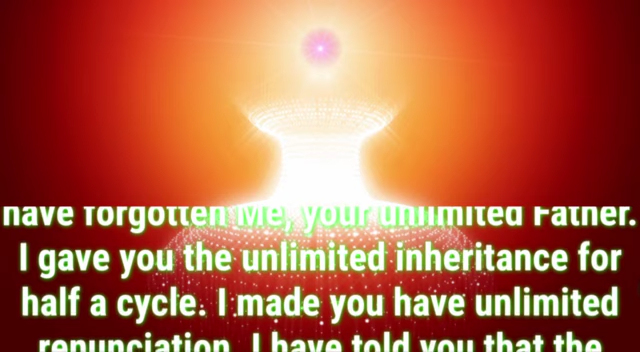 have forgotten Me, your unlimited Father.
I gave you the unlimited inheritance for
half a cycle. I made you have unlimited
renunciation. I have told you that the